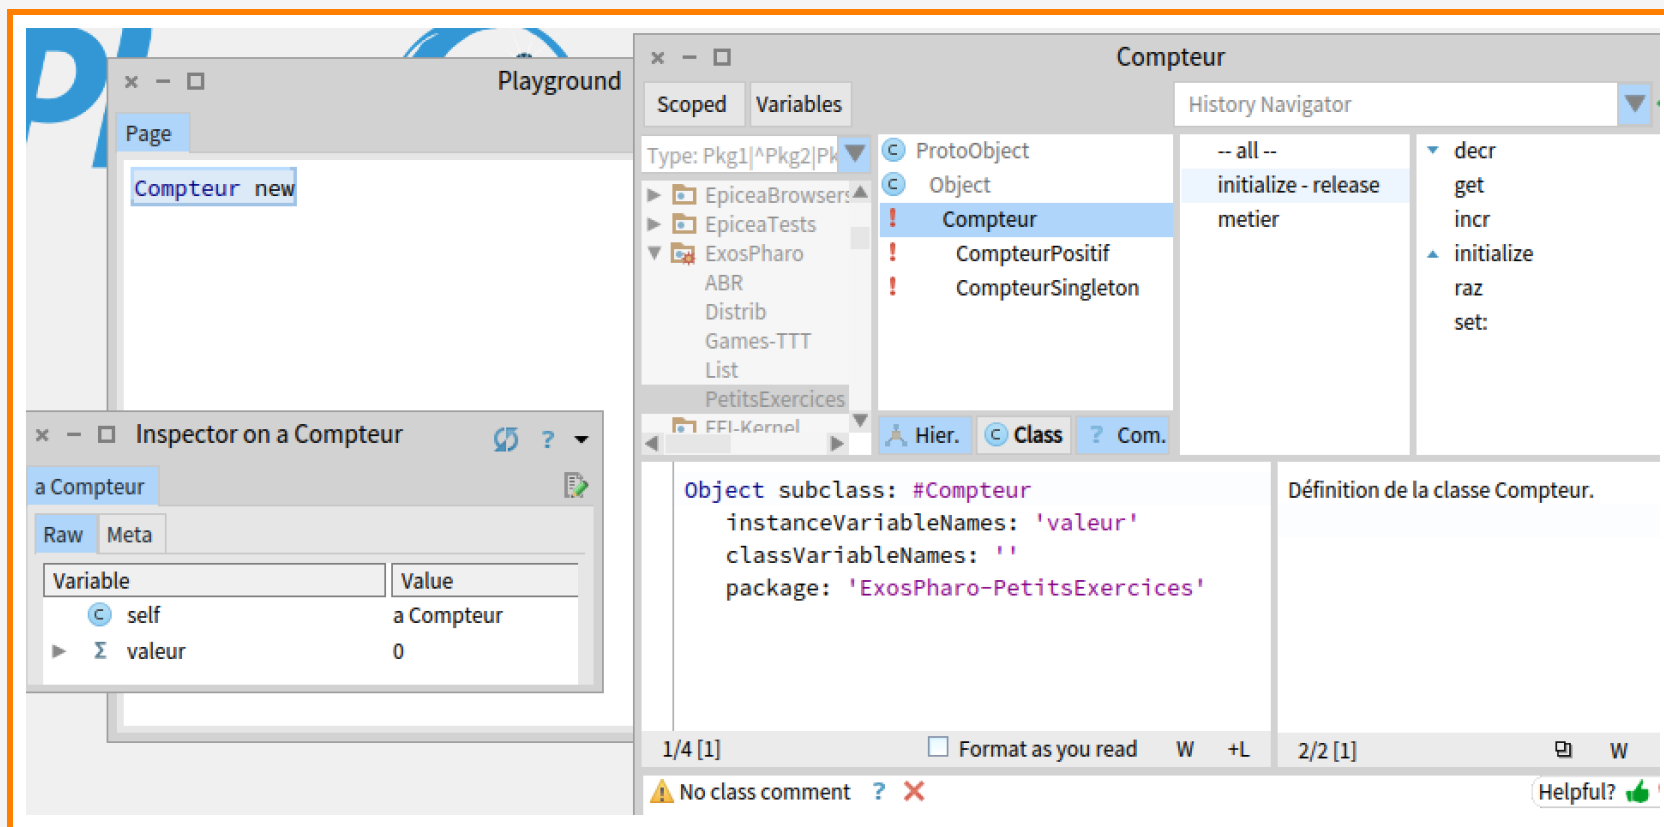 Playground
Page
Compteur new
Inspector on a Compteur
?
a Compteur
Raw Meta
Variable Value
self a Compteur
valeur 0
Compteur
Scoped Variables
History Navigator
Type: Pkg1|^Pkg2|Pk
EpiceaBrowsers
EpiceaTests
ExosPharo
ABR
Distrib
Games-TTT
List
PetitsExercices
FFI-Kernel
ProtoObject
Object
Compteur
CompteurPositif
CompteurSingleton
Hier. Class ? Com.
-- all --
initialize - release
metier
decr
get
incr
initialize
raz
set:
Object subclass: #Compteur
instanceVariableNames: 'valeur'
classVariableNames: ''
package: 'ExosPharo-PetitsExercices'
Définition de la classe Compteur.
1/4 [1] Format as you read W +L
2/2 [1] W
No class comment ?
Helpful?